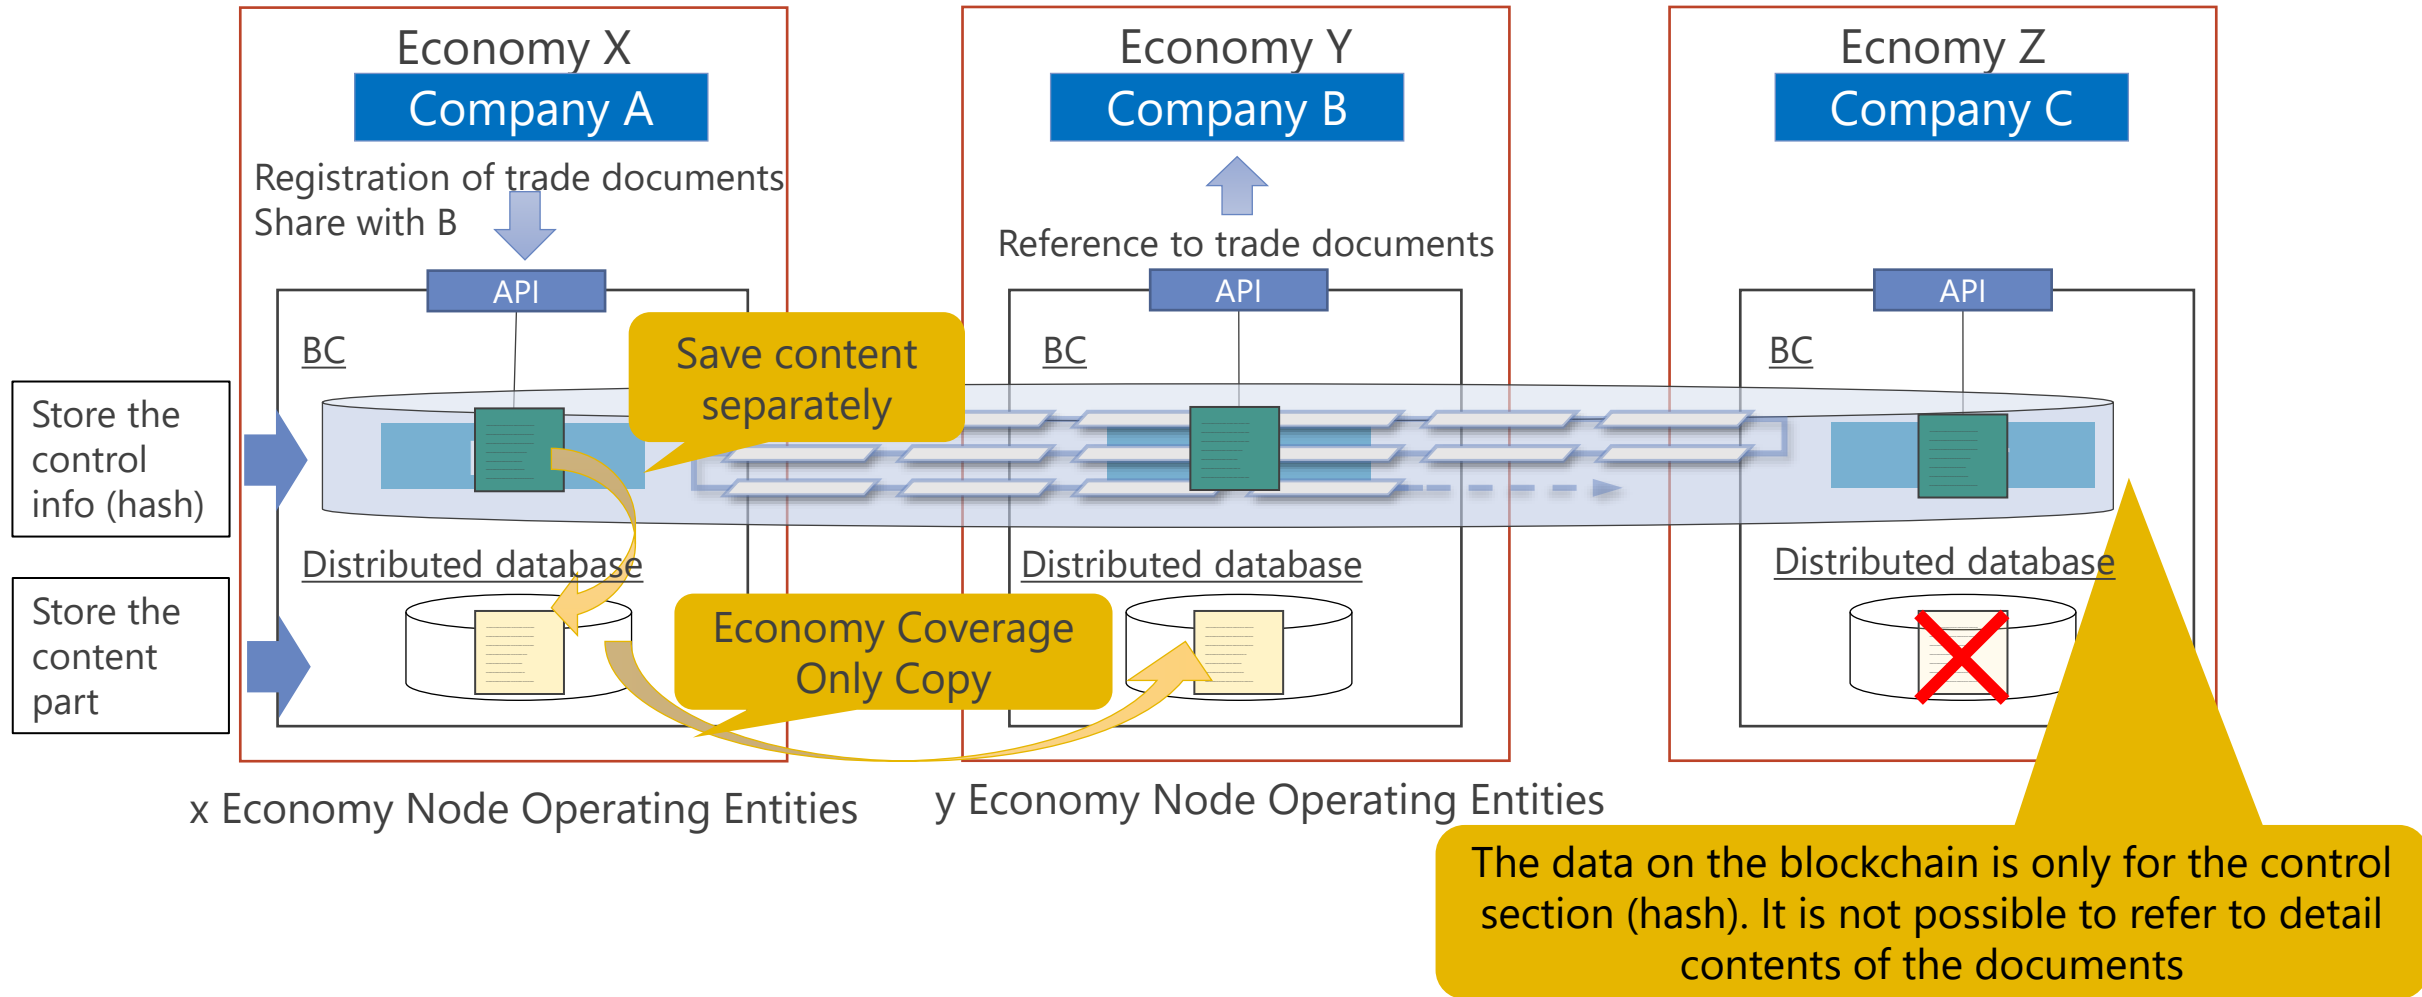 Economy X
Company A
Registration of trade documents
Share with B
API
BC
Save content
separately
Distributed database
Economy Coverage
Only Copy
x Economy Node Operating Entities
Store the
control
info (hash)
Store the
content
part
Economy Y
Company B
Reference to trade documents
API
BC
Distributed database
y Economy Node Operating Entities
Ecnomy Z
Company C
API
BC
Distributed database
The data on the blockchain is only for the control
section (hash). It is not possible to refer to detail
contents of the documents